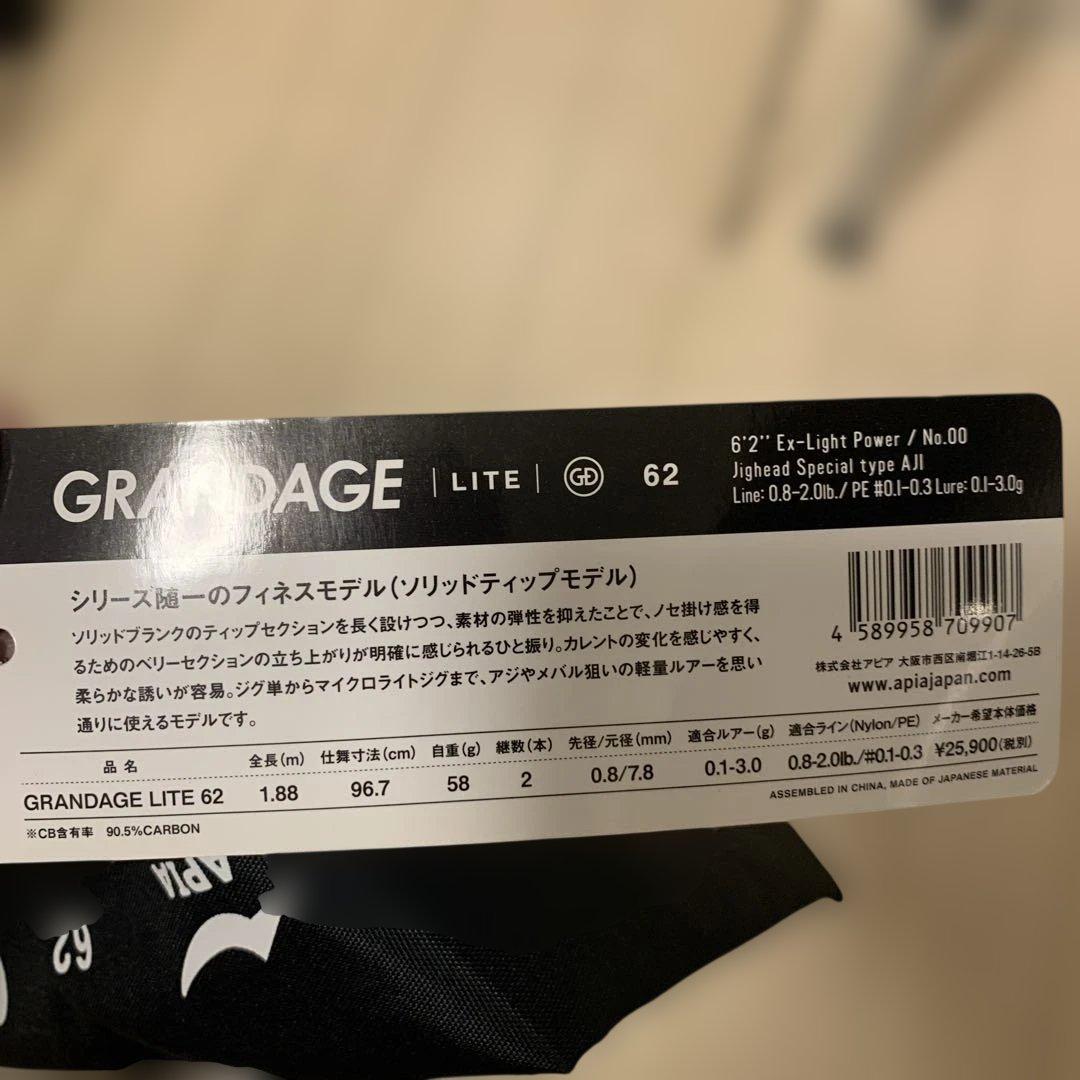 GRANDAGE | LITE | GD 62
6'2'' Ex-Light Power / No.00
Jighead Special type AJI
Line: 0.8-2.0lb./ PE #0.1-0.3 Lure: 0.1-3.0g
シリーズ随一のフィネスモデル(ソリッドティップモデル)
ソリッドブランクのティップセクションを長く設けつつ、素材の弾性を抑えたことで、ノセ掛け感を得
るためのベリーセクションの立ち上がりが明確に感じられるひと振り。カレントの変化を感じやすく、
柔らかな誘いが容易。ジグ単からマイクロライトジグまで、アジやメバル狙いの軽量ルアーを思い
通りに使えるモデルです。
4 589958 709907
株式会社アピア 大阪市西区南堀江1-14-26-5B
www.apiajapan.com
品名 全長(m) 仕舞寸法(cm) 自重(g) 継数(本) 先径/元径(mm) 適合ルアー(g) 適合ライン(Nylon/PE) メーカー希望本体価格
GRANDAGE LITE 62 1.88 96.7 58 2 0.8/7.8 0.1-3.0 0.8-2.0lb./#0.1-0.3 ¥25,900(税別)
※CB含有率 90.5%CARBON
ASSEMBLED IN CHINA, MADE OF JAPANESE MATERIAL
APIA
62